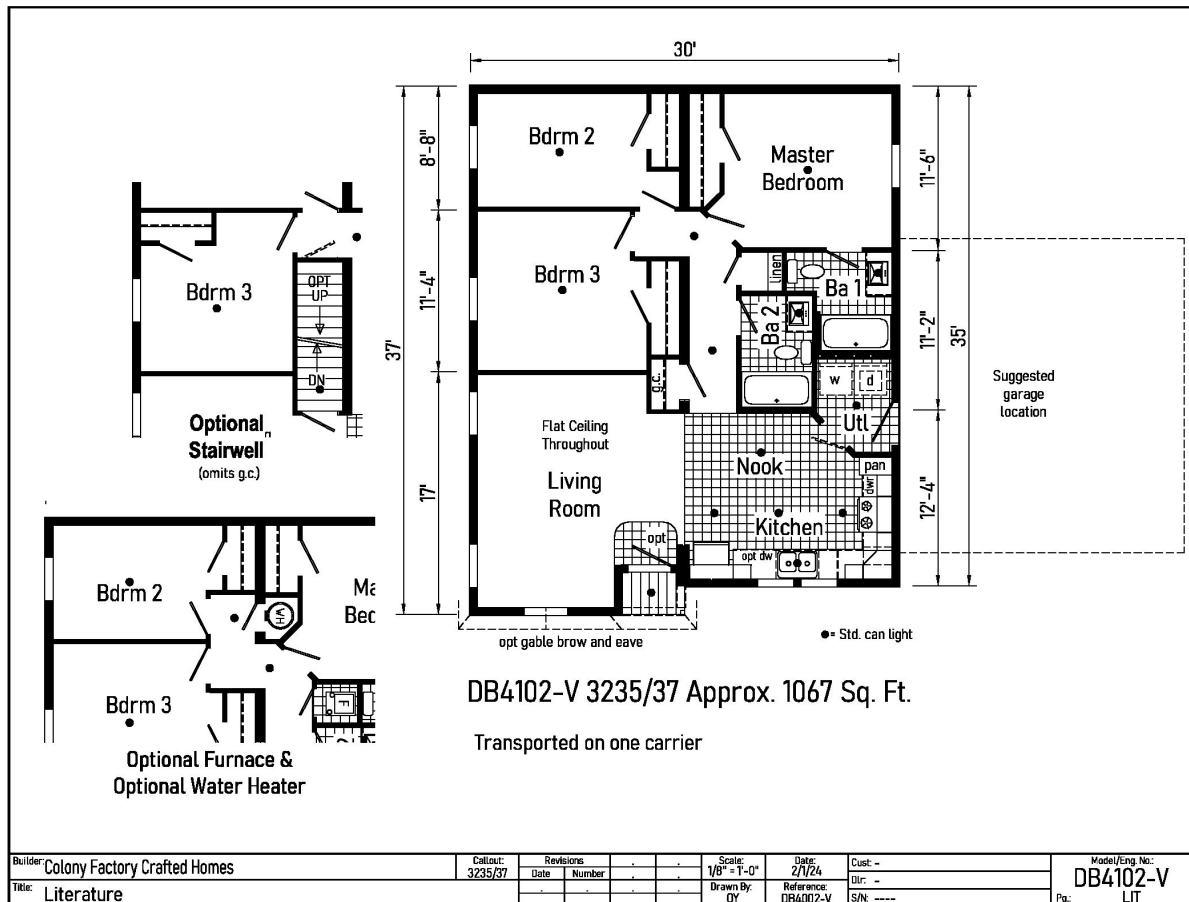 30'
Bdrm 2
Master
Bedroom
8'-8"
11'-6"
Bdrm 3
11'-4"
37'
linen
Ba 1
Ba 2
11'-2"
35'
w
d
Utl
g.c.
Suggested
garage
location
17'
Flat Ceiling
Throughout
Living
Room
Nook
pan
dwr
Kitchen
12'-4"
opt
opt dw
opt gable brow and eave
= Std. can light
Bdrm 3
OPT
UP
DN
Optional
Stairwell
(omits g.c.)
Bdrm 2
WH
Ma
Bed
Bdrm 3
F
Optional Furnace &
Optional Water Heater
DB4102-V 3235/37 Approx. 1067 Sq. Ft.
Transported on one carrier
Builder: Colony Factory Crafted Homes
Title: Literature
Callout:
3235/37
Revisions
Date Number
Scale:
1/8" = 1'-0"
Drawn By:
OY
Date:
2/1/24
Reference:
DB4002-V
Cust: -
Dlr: -
S/N: ----
Model/Eng. No.:
DB4102-V
Pg.: LIT